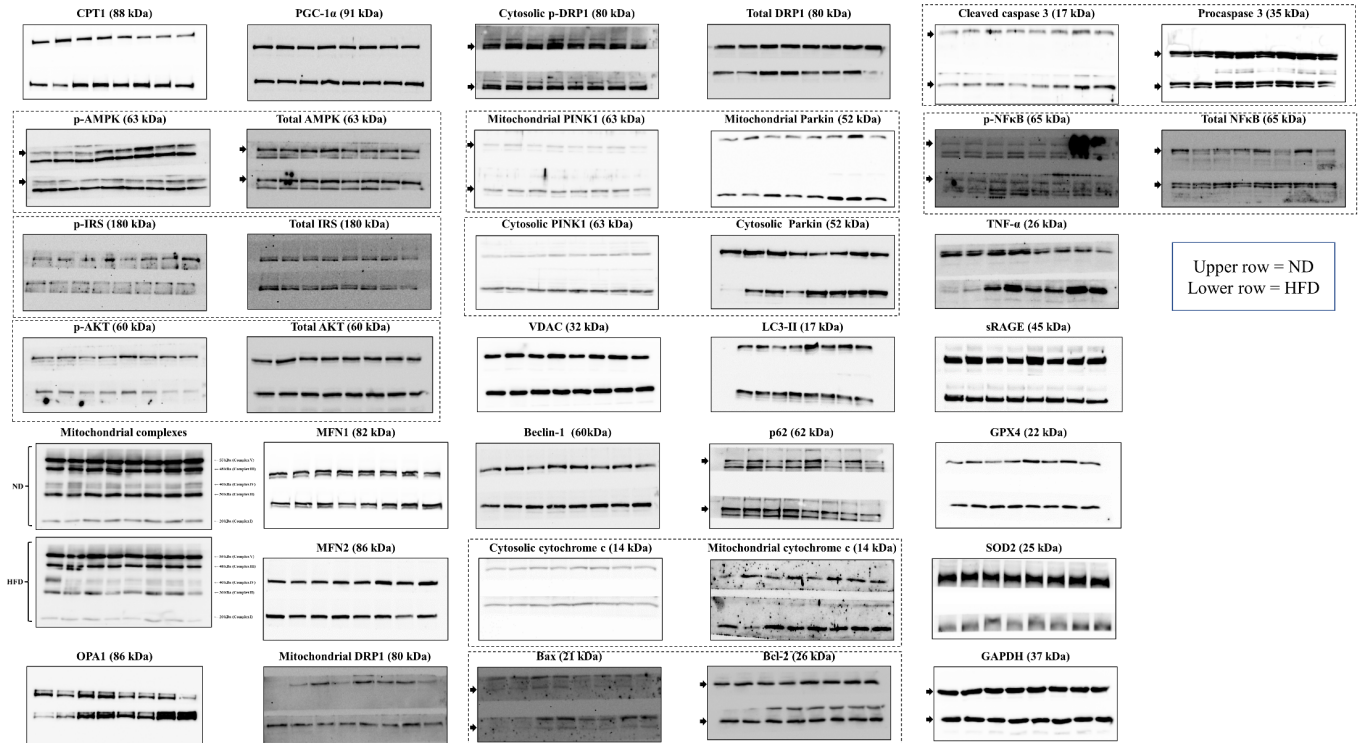 CPT1 (88 kDa)
PGC-1α (91 kDa)
Cytosolic p-DRP1 (80 kDa)
Total DRP1 (80 kDa)
Cleaved caspase 3 (17 kDa)
Procaspase 3 (35 kDa)
p-AMPK (63 kDa)
Total AMPK (63 kDa)
Mitochondrial PINK1 (63 kDa)
Mitochondrial Parkin (52 kDa)
p-NFκB (65 kDa)
Total NFκB (65 kDa)
p-IRS (180 kDa)
Total IRS (180 kDa)
Cytosolic PINK1 (63 kDa)
Cytosolic Parkin (52 kDa)
TNF-α (26 kDa)
Upper row = ND
Lower row = HFD
p-AKT (60 kDa)
Total AKT (60 kDa)
VDAC (32 kDa)
LC3-II (17 kDa)
sRAGE (45 kDa)
Mitochondrial complexes
MFN1 (82 kDa)
Beclin-1 (60kDa)
p62 (62 kDa)
GPX4 (22 kDa)
ND
MFN2 (86 kDa)
Cytosolic cytochrome c (14 kDa)
Mitochondrial cytochrome c (14 kDa)
SOD2 (25 kDa)
HFD
OPA1 (86 kDa)
Mitochondrial DRP1 (80 kDa)
Bax (21 kDa)
Bcl-2 (26 kDa)
GAPDH (37 kDa)